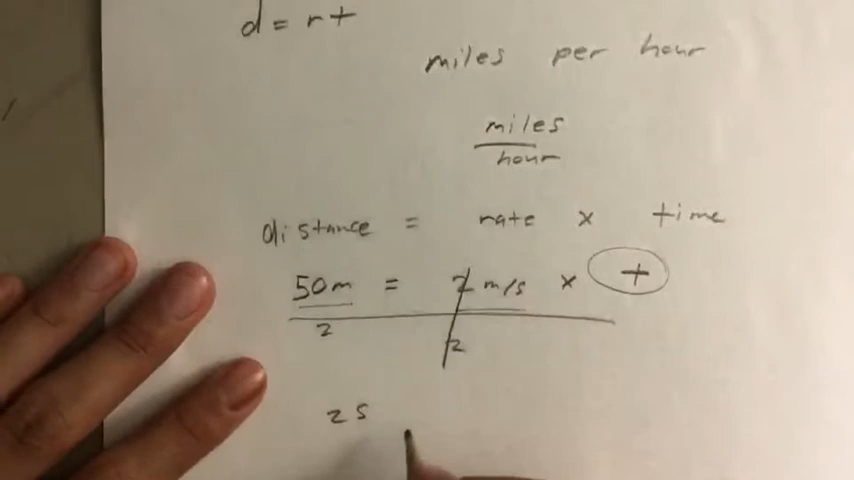 d = rt
miles per hour
miles
hour
distance = rate x time
50m = 2 m/s x t
2 2
25